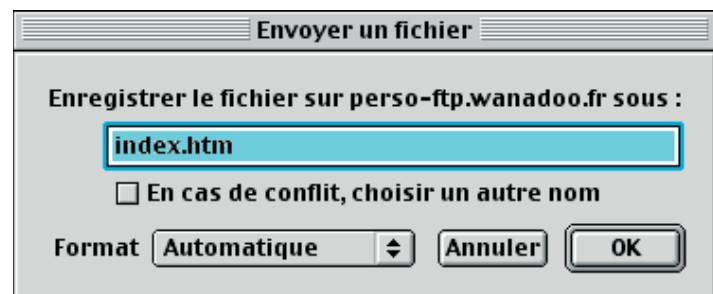 Envoyer un fichier
Enregistrer le fichier sur perso-ftp.wanadoo.fr sous :
index.htm
En cas de conflit, choisir un autre nom
Format Automatique Annuler OK